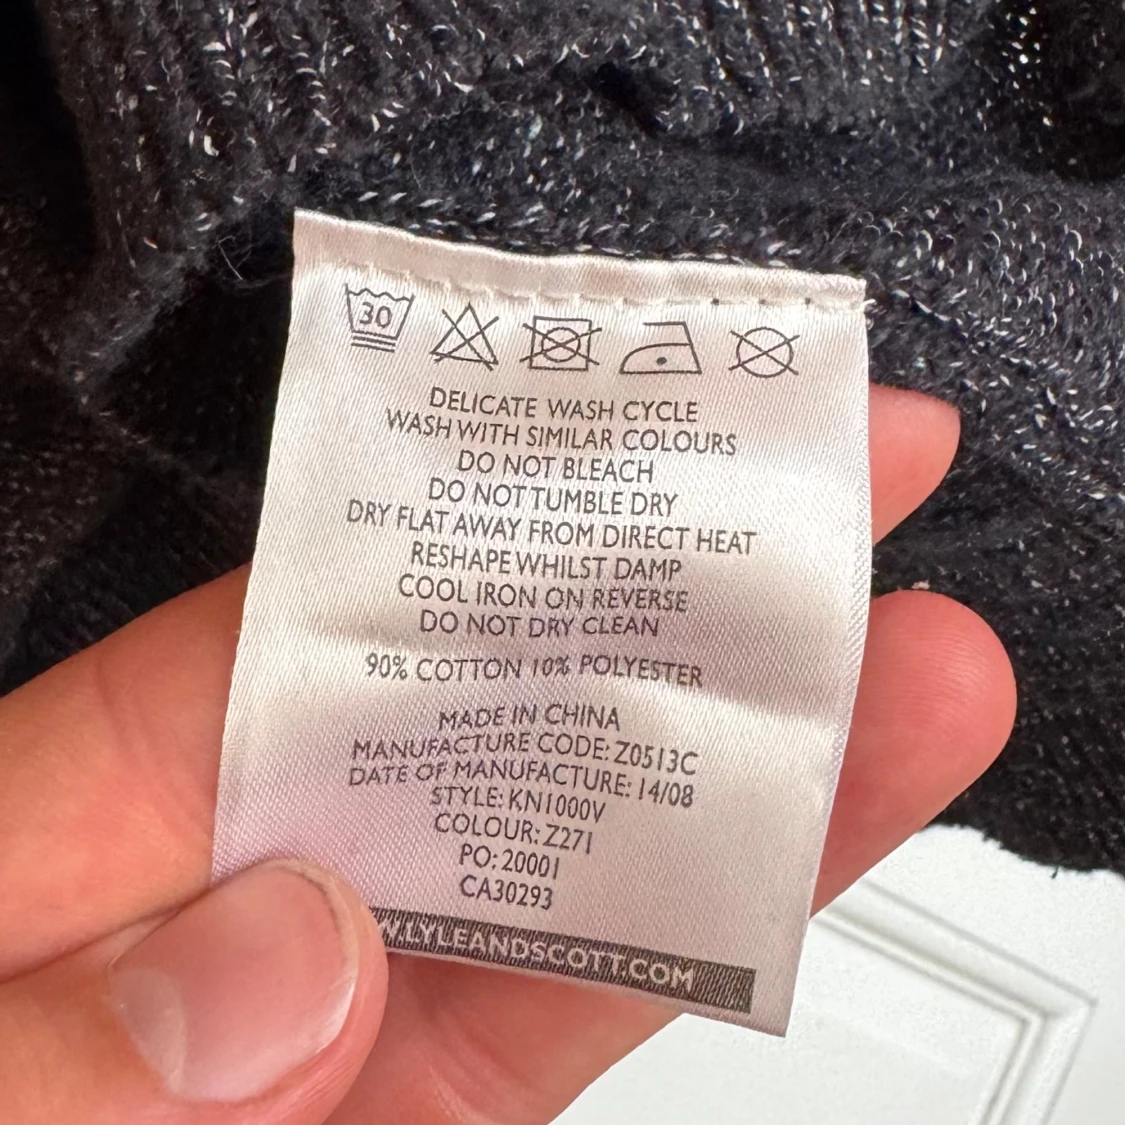 30
DELICATE WASH CYCLE
WASH WITH SIMILAR COLOURS
DO NOT BLEACH
DO NOT TUMBLE DRY
DRY FLAT AWAY FROM DIRECT HEAT
RESHAPE WHILST DAMP
COOL IRON ON REVERSE
DO NOT DRY CLEAN
90% COTTON 10% POLYESTER
MADE IN CHINA
MANUFACTURE CODE: Z0513C
DATE OF MANUFACTURE: 14/08
STYLE: KN1000V
COLOUR: Z271
PO: 20001
CA30293
W.LYLEANDSCOTT.COM